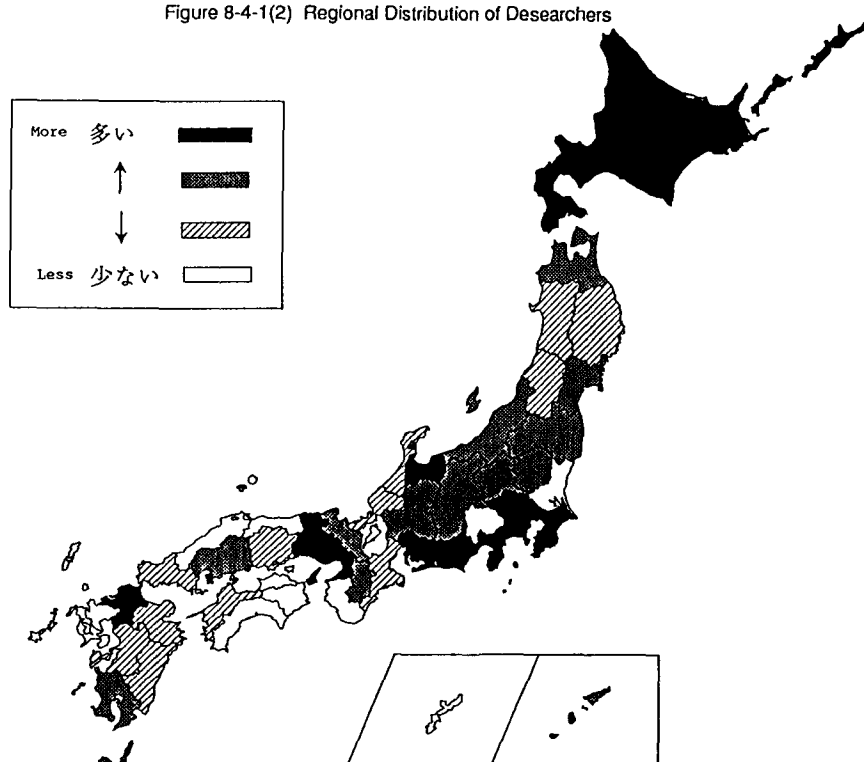 Figure 8-4-1(2) Regional Distribution of Desearchers
More 多い
Less 少ない